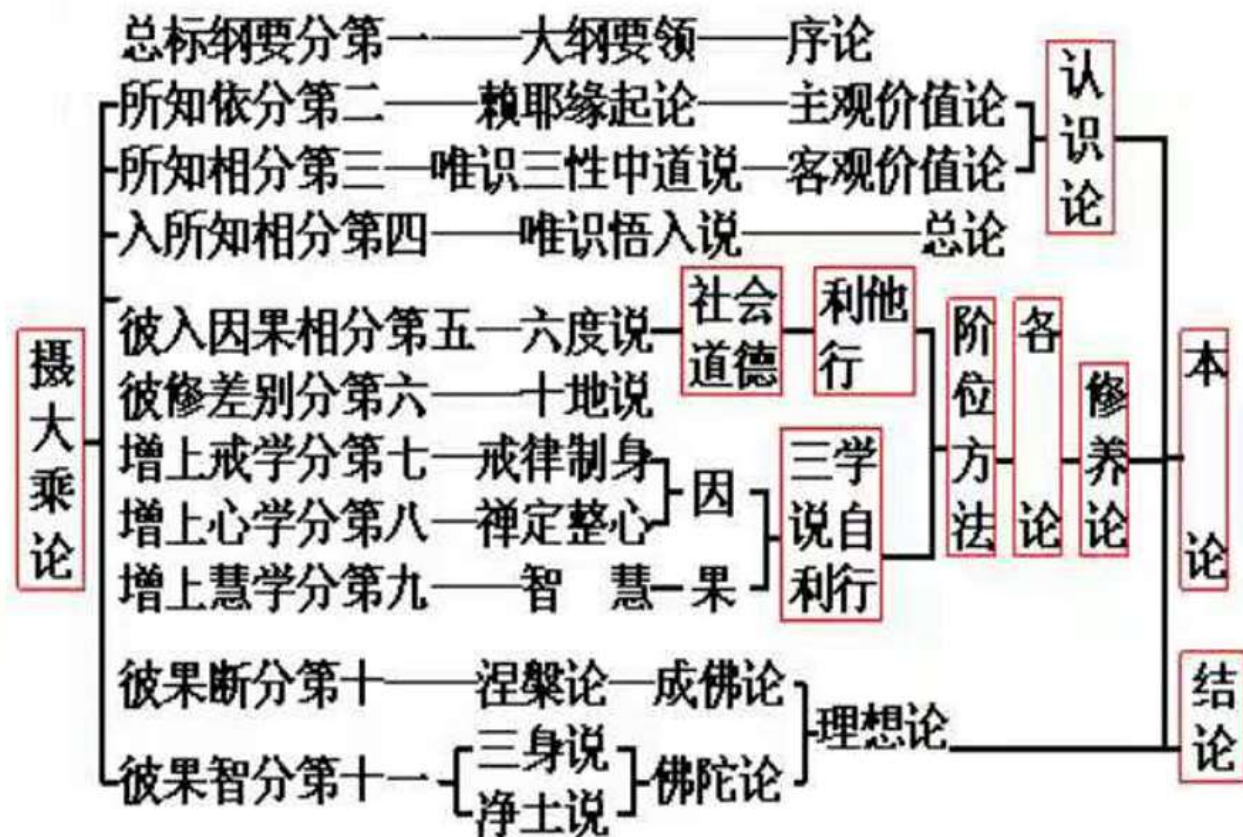 总标纲要分第一 大纲要领 序论
所知依分第二 赖耶缘起论 主观价值论
所知相分第三 唯识三性中道说 客观价值论
认识论
入所知相分第四 唯识悟入说 总论
摄大乘论
彼入因果相分第五 六度说 社会道德 利他行
彼修差别分第六 十地说
增上戒学分第七 戒律制身
增上心学分第八 禅定整心 因
增上慧学分第九 智 慧 果
三学说自利行
阶位方法
各论
修养论
本论
彼果断分第十 涅槃论 成佛论
彼果智分第十一 三身说 净土说 佛陀论
理想论
结论